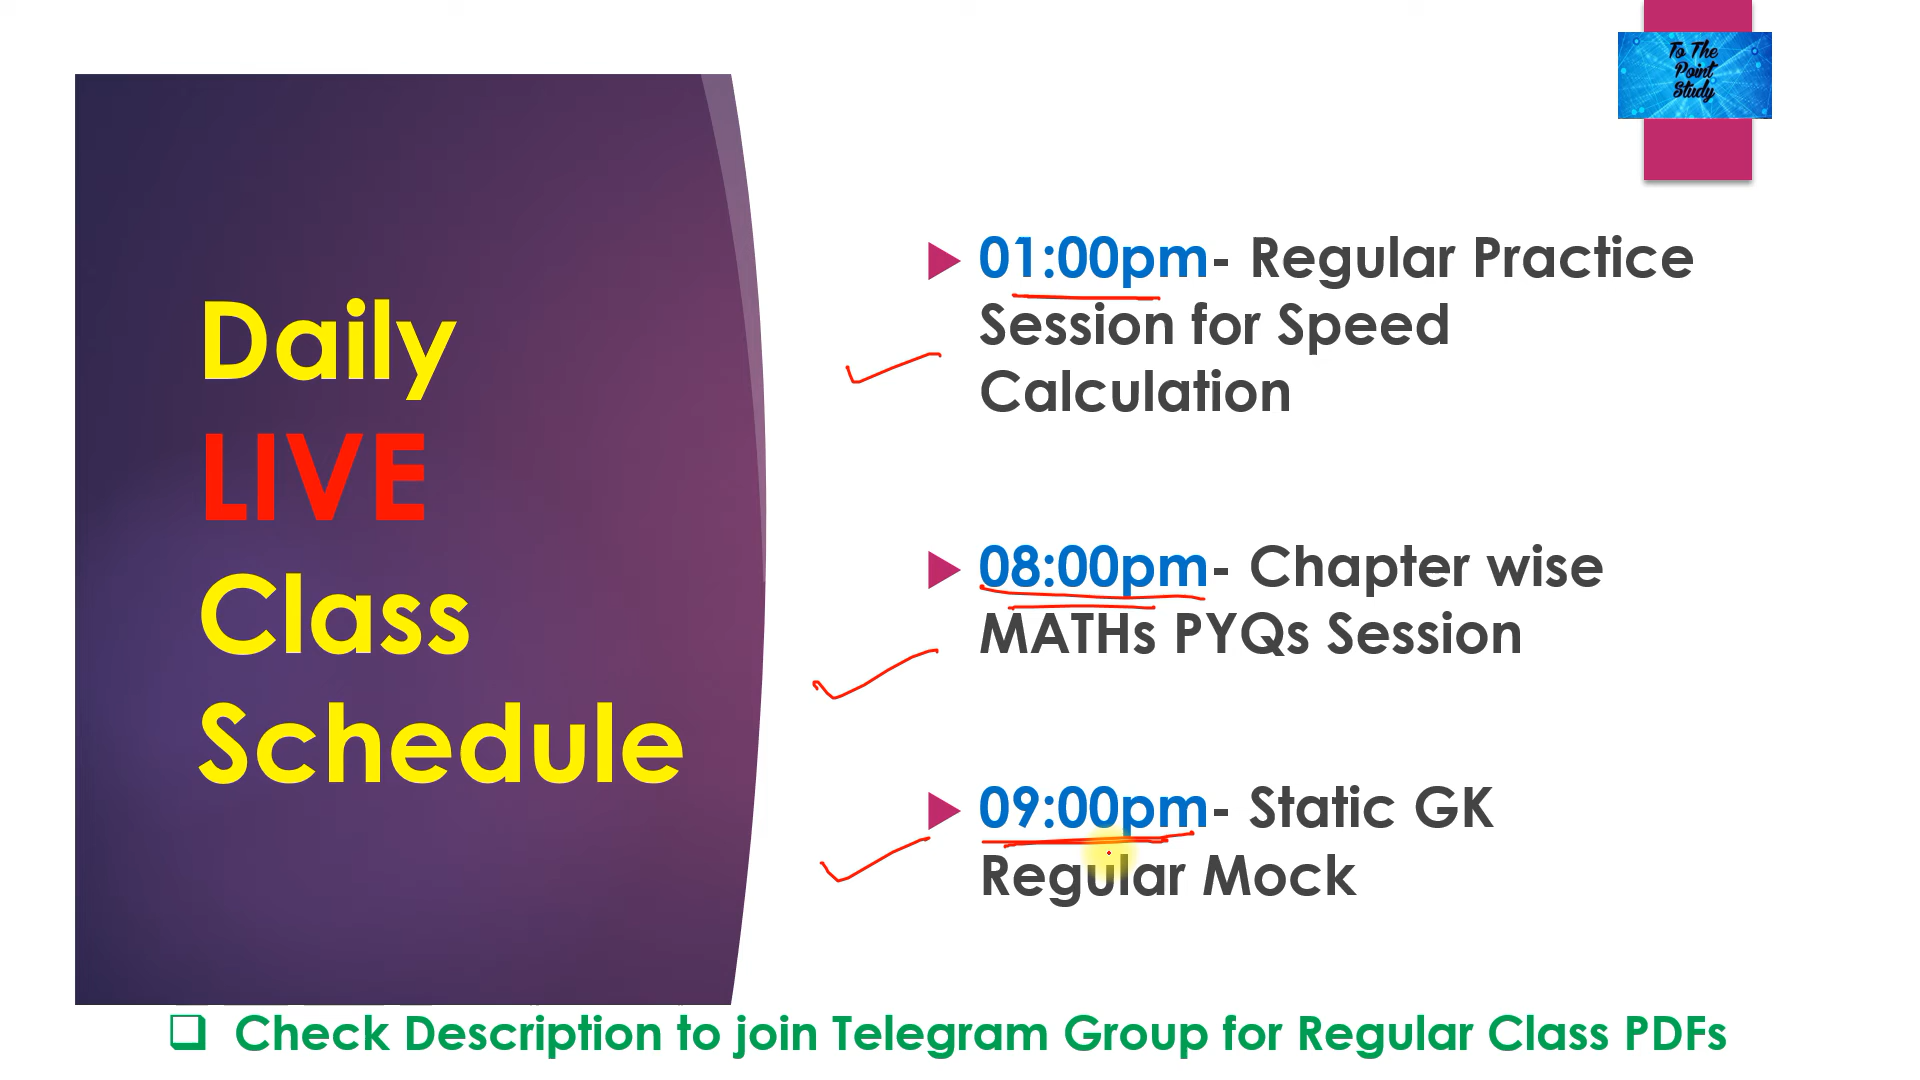 To The
Point
Study
Daily
LIVE
Class
Schedule
01:00pm- Regular Practice
Session for Speed
Calculation
08:00pm- Chapter wise
MATHs PYQs Session
09:00pm- Static GK
Regular Mock
Check Description to join Telegram Group for Regular Class PDFs